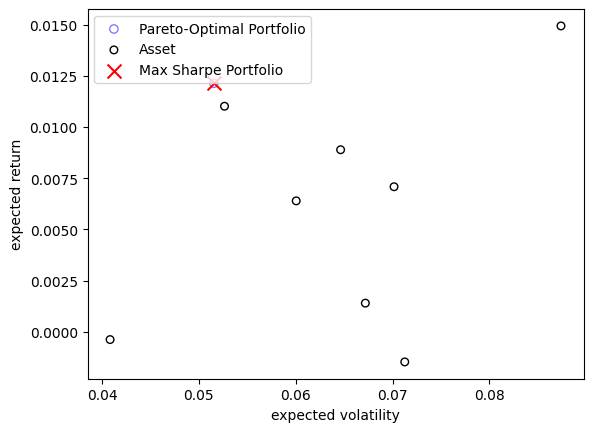 0.0150
0.0125
0.0100
0.0075
0.0050
0.0025
0.0000
expected return
Pareto-Optimal Portfolio
Asset
Max Sharpe Portfolio
0.04 0.05 0.06 0.07 0.08
expected volatility